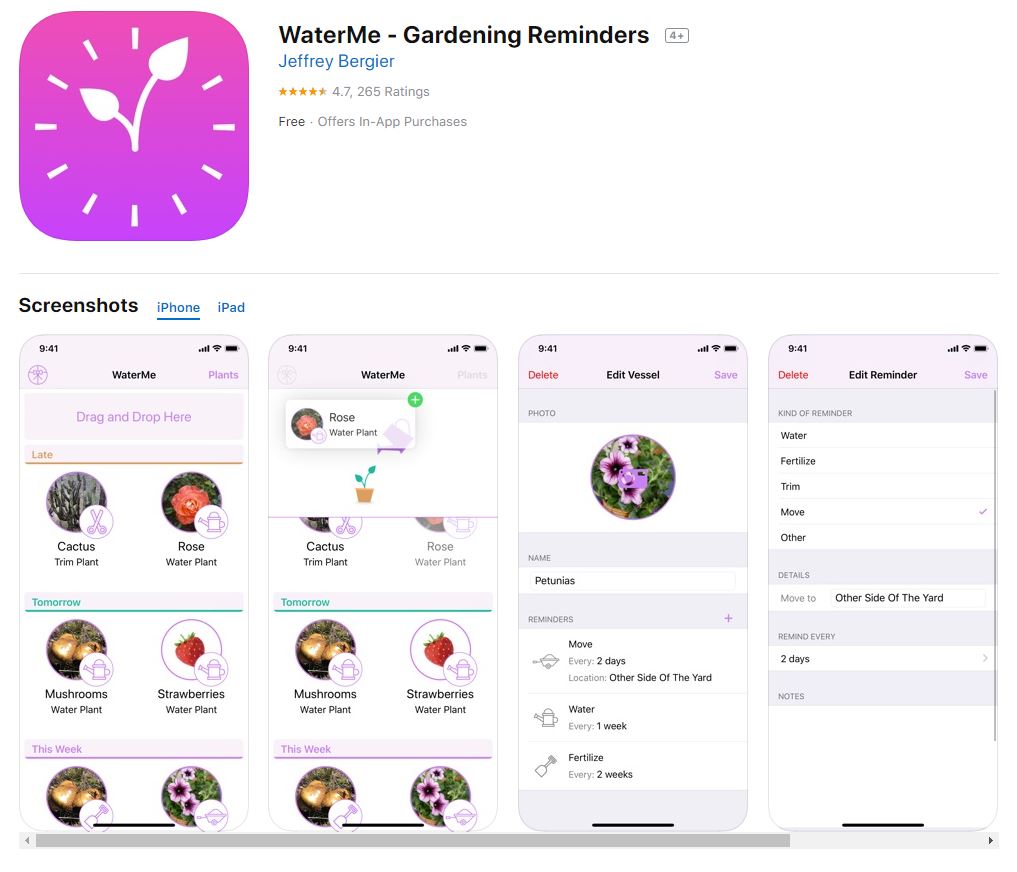 WaterMe - Gardening Reminders 4+
Jeffrey Bergier
4.7, 265 Ratings
Free · Offers In-App Purchases
Screenshots iPhone iPad
9:41
WaterMe Plants
Drag and Drop Here
Late
Cactus Rose
Trim Plant Water Plant
Tomorrow
Mushrooms Strawberries
Water Plant Water Plant
This Week
9:41
WaterMe Plants
Rose
Water Plant
Cactus Rose
Trim Plant Water Plant
Tomorrow
Mushrooms Strawberries
Water Plant Water Plant
This Week
9:41
Delete Edit Vessel Save
PHOTO
NAME
Petunias
REMINDERS +
Move
Every: 2 days
Location: Other Side Of The Yard
Water
Every: 1 week
Fertilize
Every: 2 weeks
9:41
Delete Edit Reminder Save
KIND OF REMINDER
Water
Fertilize
Trim
Move
Other
DETAILS
Move to Other Side Of The Yard
REMIND EVERY
2 days
NOTES